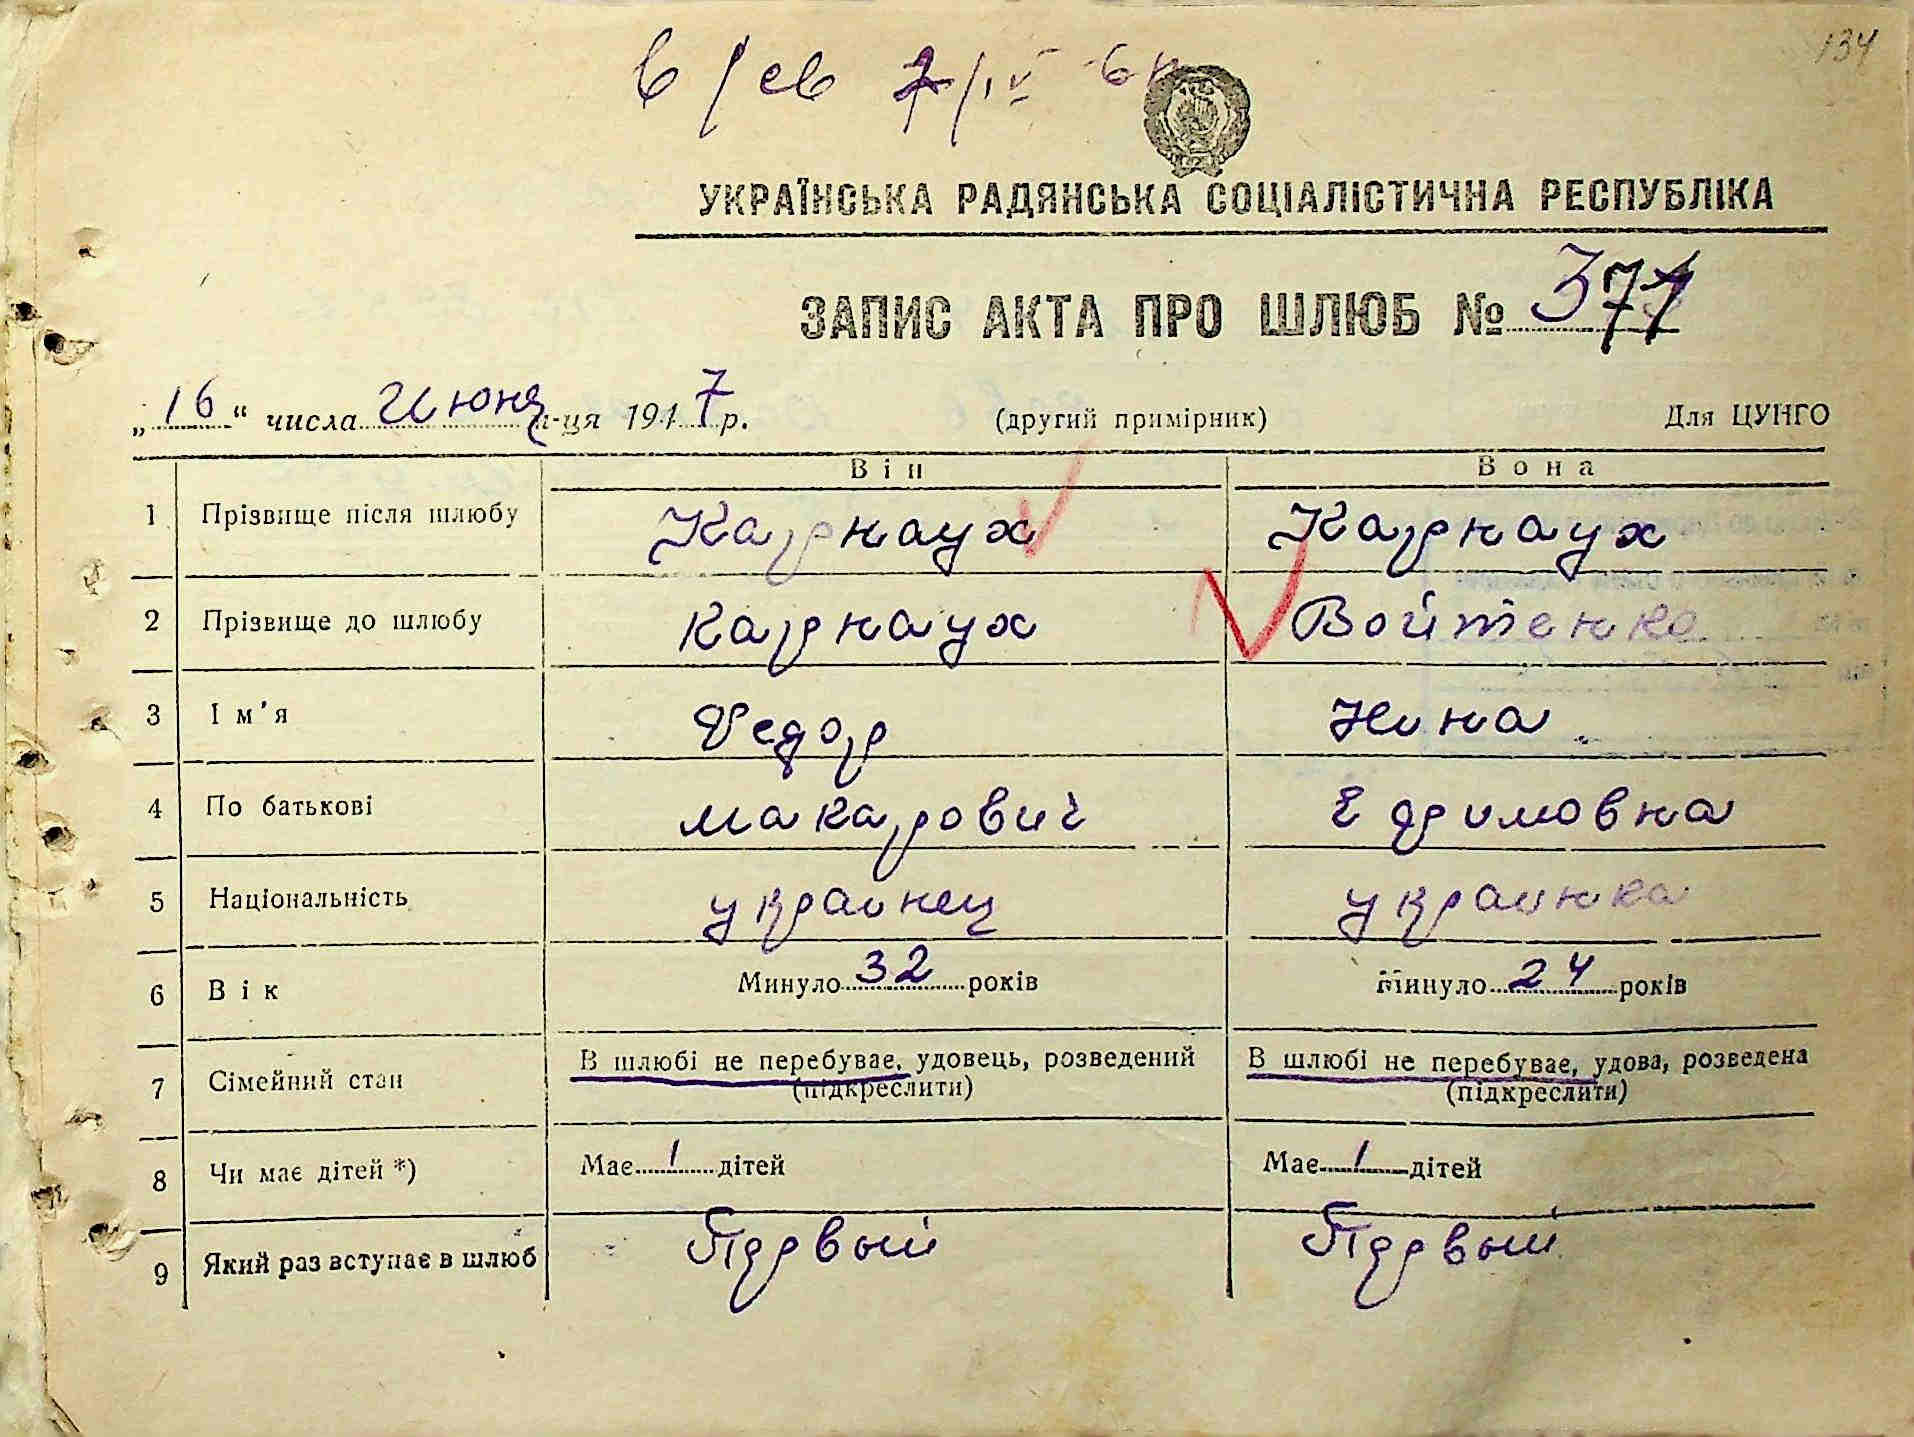 134
УКРАЇНСЬКА РАДЯНСЬКА СОЦІАЛІСТИЧНА РЕСПУБЛІКА
ЗАПИС АКТА ПРО ШЛЮБ № 371
„16“ числа Июня м-ця 1947 р. (другий примірник) Для ЦУНГО
Він Вона
1 Прізвище після шлюбу Карнаух Карнаух
2 Прізвище до шлюбу Карнаух Войтенко
3 Ім'я Федор Нина
4 По батькові Макарович Ефимовна
5 Національність украинец украинка
6 Вік Минуло 32 років Минуло 24 років
7 Сімейний стан В шлюбі не перебуває, удовець, розведений В шлюбі не перебуває, удова, розведена
(підкреслити) (підкреслити)
8 Чи має дітей *) Має 1 дітей Має 1 дітей
9 Який раз вступає в шлюб Первый Первый